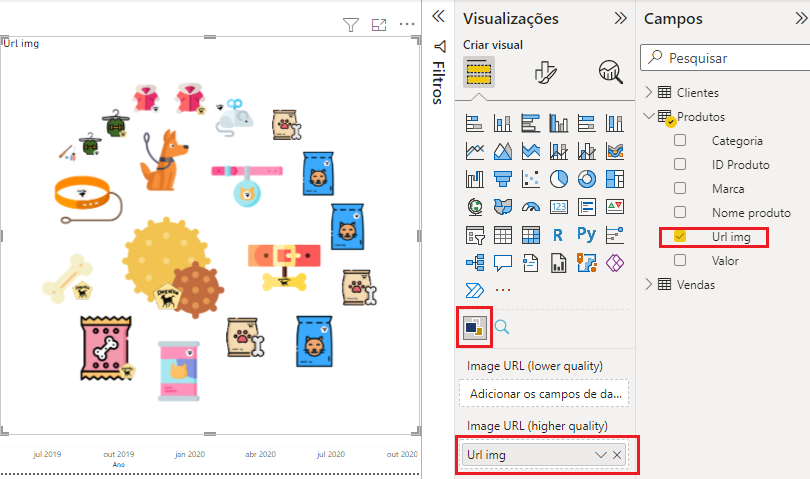 Url img
jul 2019
out 2019
jan 2020
abr 2020
jul 2020
out 2020
Ano
Filtros
Visualizações
Criar visual
R
Py
123
Image URL (lower quality)
Adicionar os campos de da...
Image URL (higher quality)
Url img
Campos
Pesquisar
Clientes
Produtos
Categoria
ID Produto
Marca
Nome produto
Url img
Valor
Vendas